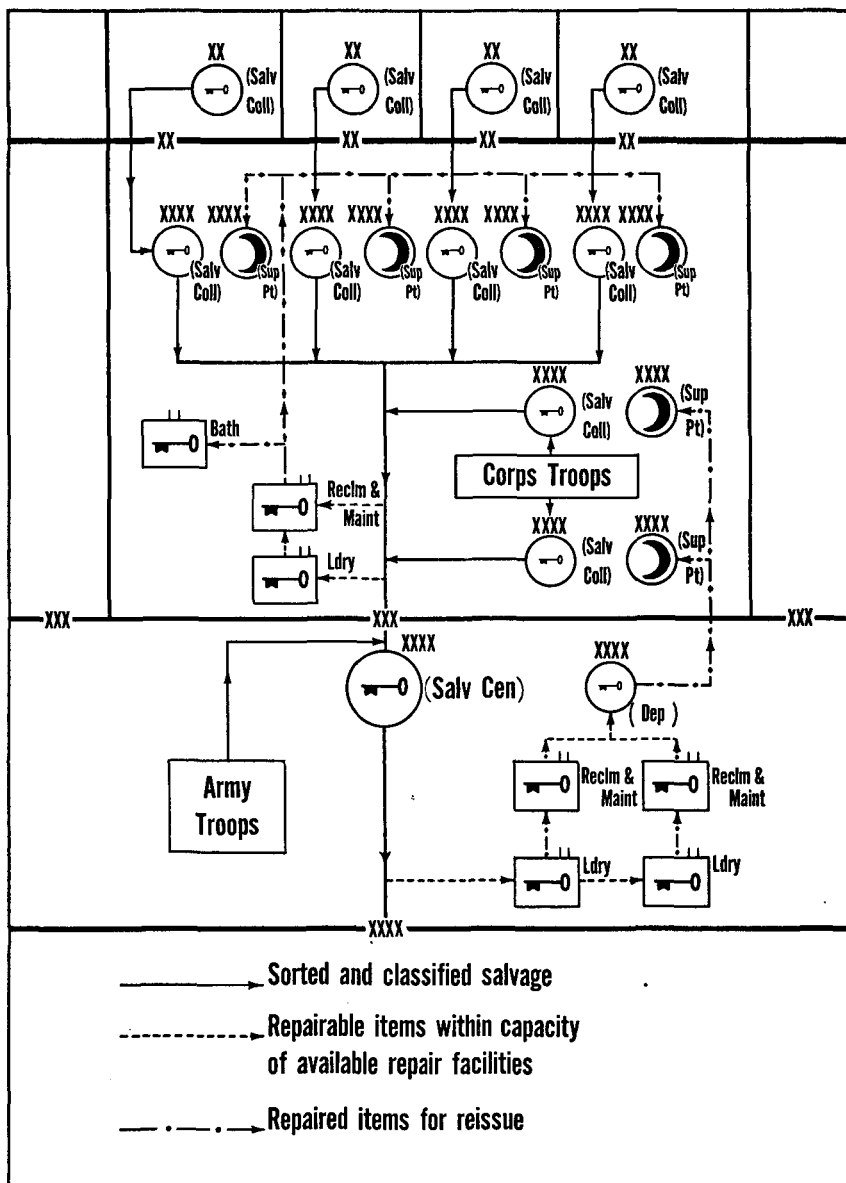 XX XX XX XX
(Salv (Salv (Salv (Salv
Coll) Coll) Coll) Coll)
XX XX XX XX
XXXX XXXX XXXX XXXX XXXX XXXX XXXX XXXX
(Salv (Sup (Salv (Sup (Salv (Sup (Salv (Sup
Coll) Pt) Coll) Pt) Coll) Pt) Coll) Pt)
XXXX XXXX
(Salv (Sup
Coll) Pt)
Bath
Corps Troops
Reclm &
Maint
XXXX XXXX
(Salv (Sup
Coll) Pt)
Ldry
XXX XXX XXX
XXXX
(Salv Cen)
XXXX
( Dep )
Army
Troops
Reclm & Reclm &
Maint Maint
Ldry Ldry
XXXX
Sorted and classified salvage
Repairable items within capacity
of available repair facilities
Repaired items for reissue